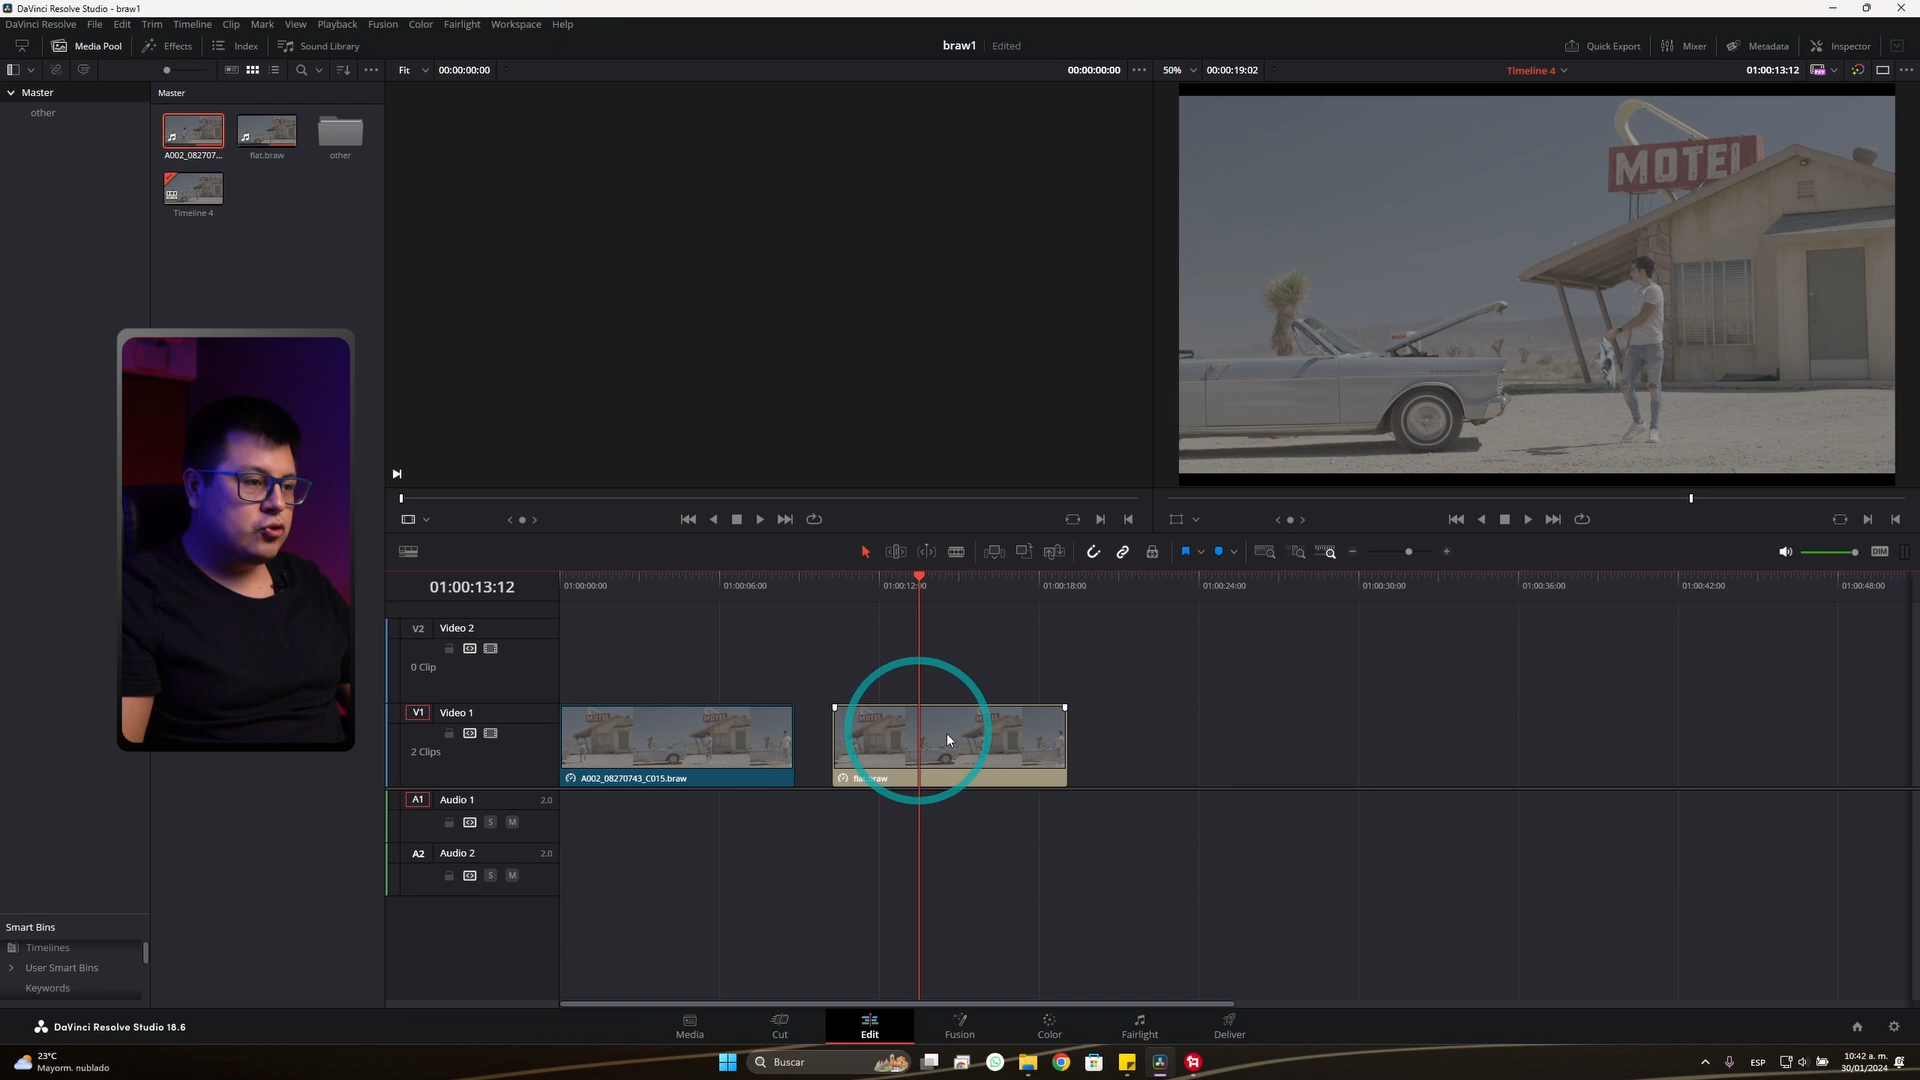 DaVinci Resolve Studio - braw1
DaVinci Resolve File Edit Trim Timeline Clip Mark View Playback Fusion Color Fairlight Workspace Help
Media Pool Effects Index Sound Library braw1 Edited Quick Export Mixer Metadata Inspector
Fit 00:00:00:00 00:00:00:00 50% 00:00:19:02 Timeline 4 01:00:13:12
Master
other
Master
A002_082707... flat.braw other
Timeline 4
MOTEL
DIM
01:00:13:12
01:00:00:00 01:00:06:00 01:00:12:00 01:00:18:00 01:00:24:00 01:00:30:00 01:00:36:00 01:00:42:00 01:00:48:00
V2 Video 2
0 Clip
V1 Video 1
2 Clips
A002_08270743_C015.braw
flat.braw
A1 Audio 1 2.0
S M
A2 Audio 2 2.0
S M
Smart Bins
Timelines
User Smart Bins
Keywords
DaVinci Resolve Studio 18.6
Media Cut Edit Fusion Color Fairlight Deliver
23°C
Mayorm. nublado
Buscar
ESP
10:42 a. m.
30/01/2024